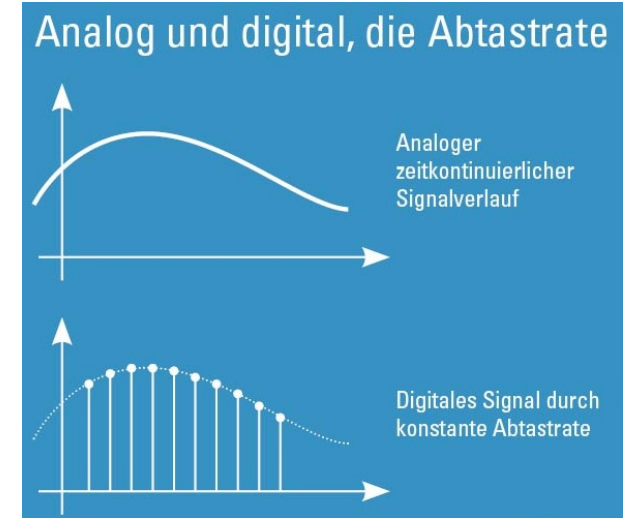 Analog und digital, die Abtastrate
Analoger
zeitkontinuierlicher
Signalverlauf
Digitales Signal durch
konstante Abtastrate